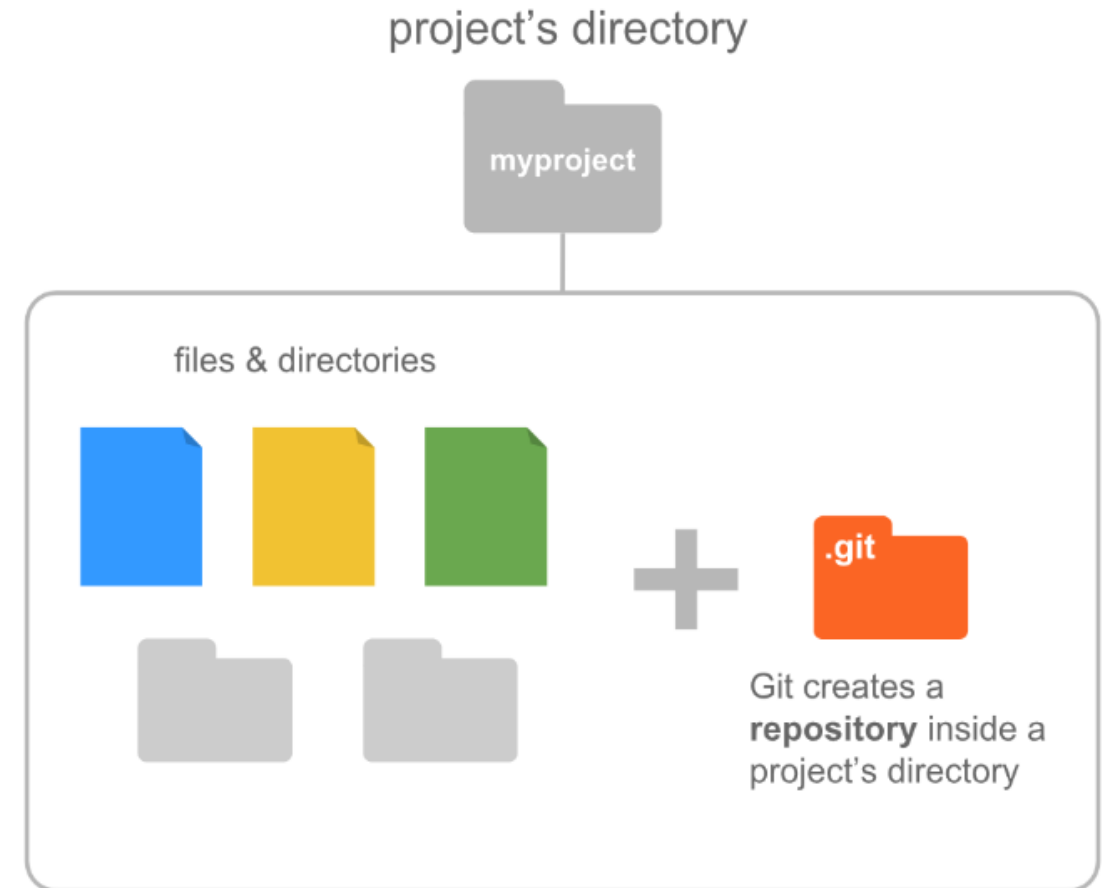 project’s directory
myproject
files & directories
.git
Git creates a
repository inside a
project’s directory